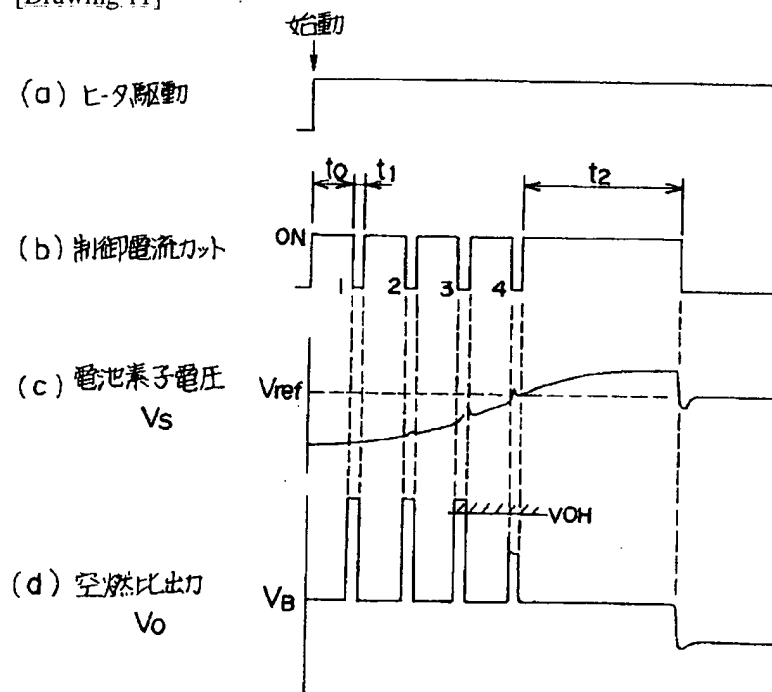 [Drawing 11]
始動
(a) ヒータ駆動
t0 t1 t2
(b) 制御電流カット ON
1 2 3 4
(c) 電池素子電圧 Vref
Vs
VOH
(d) 空燃比出力 VB
Vo